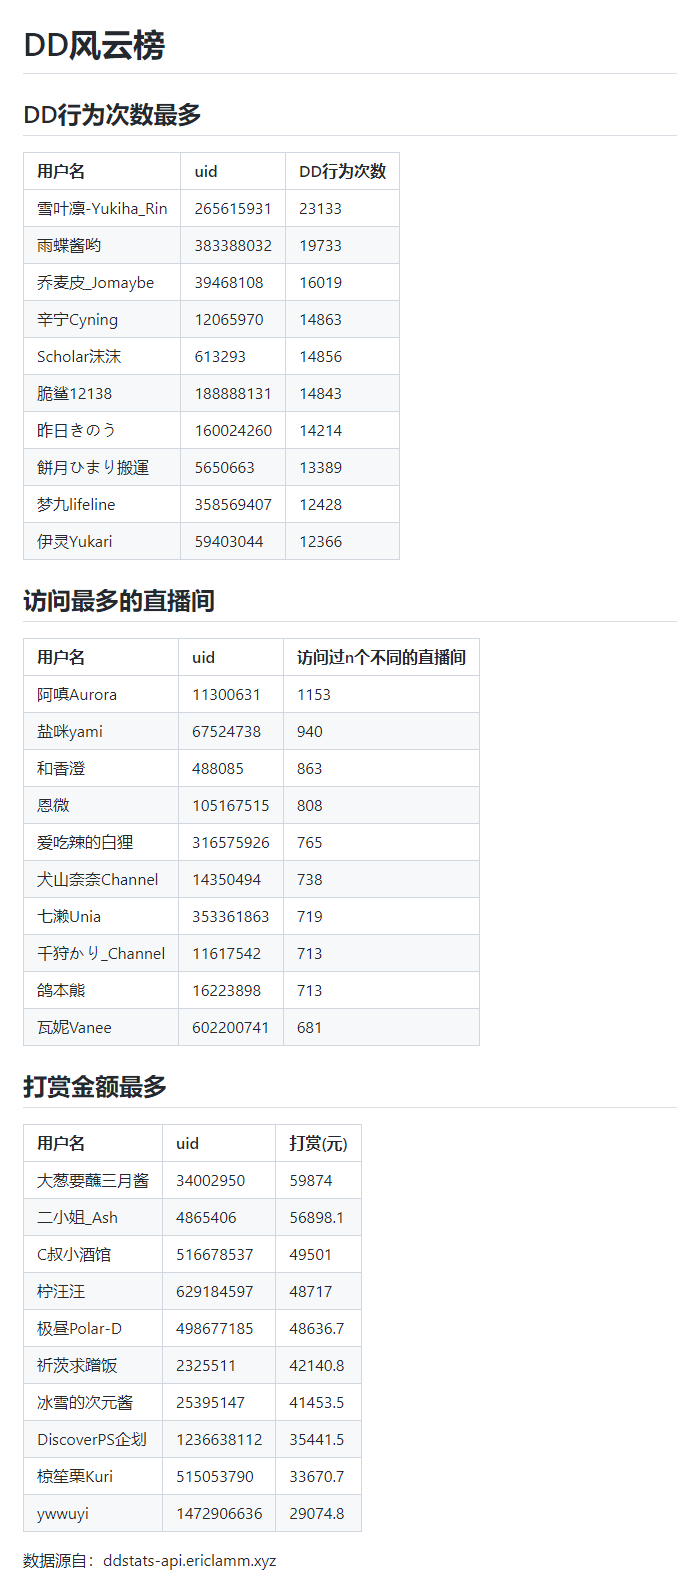 DD风云榜
DD行为次数最多
用户名 uid DD行为次数
雪叶凛-Yukiha_Rin 265615931 23133
雨蝶酱哟 383388032 19733
乔麦皮_Jomaybe 39468108 16019
辛宁Cyning 12065970 14863
Scholar沫沫 613293 14856
脆鲨12138 188888131 14843
昨日きのう 160024260 14214
餅月ひまり搬運 5650663 13389
梦九lifeline 358569407 12428
伊灵Yukari 59403044 12366
访问最多的直播间
用户名 uid 访问过n个不同的直播间
阿嗔Aurora 11300631 1153
盐咪yami 67524738 940
和香澄 488085 863
恩微 105167515 808
爱吃辣的白狸 316575926 765
犬山奈奈Channel 14350494 738
七濑Unia 353361863 719
千狩かり_Channel 11617542 713
鸽本熊 16223898 713
瓦妮Vanee 602200741 681
打赏金额最多
用户名 uid 打赏(元)
大葱要蘸三月酱 34002950 59874
二小姐_Ash 4865406 56898.1
C叔小酒馆 516678537 49501
柠汪汪 629184597 48717
极昼Polar-D 498677185 48636.7
祈茨求蹭饭 2325511 42140.8
冰雪的次元酱 25395147 41453.5
DiscoverPS企划 1236638112 35441.5
椋笙栗Kuri 515053790 33670.7
ywwuyi 1472906636 29074.8
数据源自：ddstats-api.ericlamm.xyz